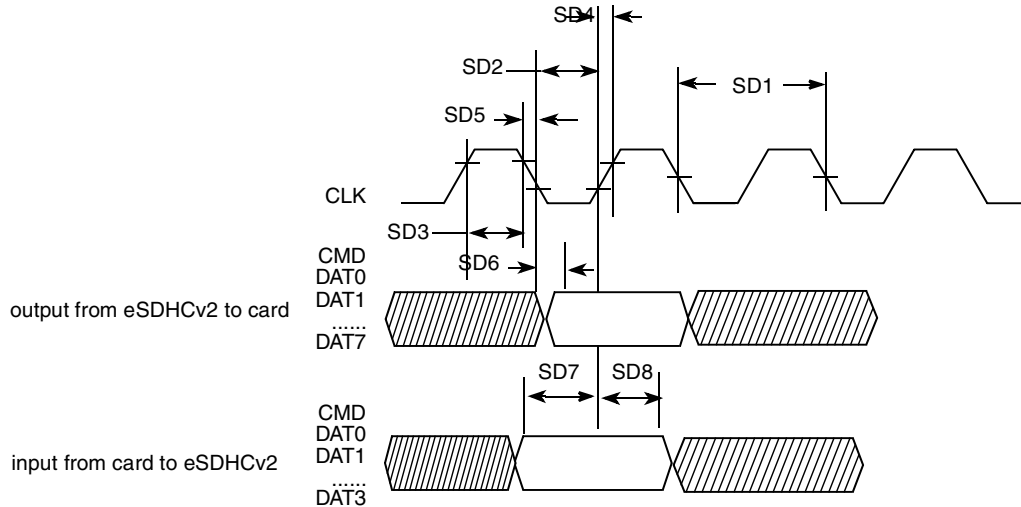 SD4
SD2
SD1
SD5
CLK
SD3
CMD
DAT0
SD6
DAT1
output from eSDHCv2 to card
......
DAT7
SD7
SD8
CMD
DAT0
DAT1
input from card to eSDHCv2
......
DAT3